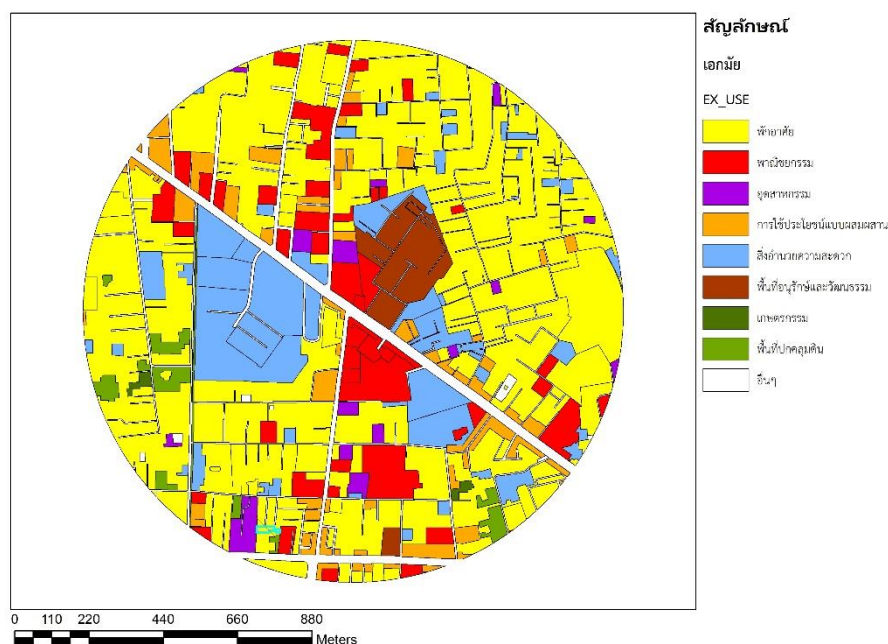 สัญลักษณ์
เอกมัย
EX_USE
พักอาศัย
พาณิชยกรรม
อุตสาหกรรม
การใช้ประโยชน์แบบผสมผสาน
สิ่งอำนวยความสะดวก
พื้นที่อนุรักษ์และวัฒนธรรม
เกษตรกรรม
พื้นที่ปกคลุมดิน
อื่นๆ
0 110 220 440 660 880
Meters